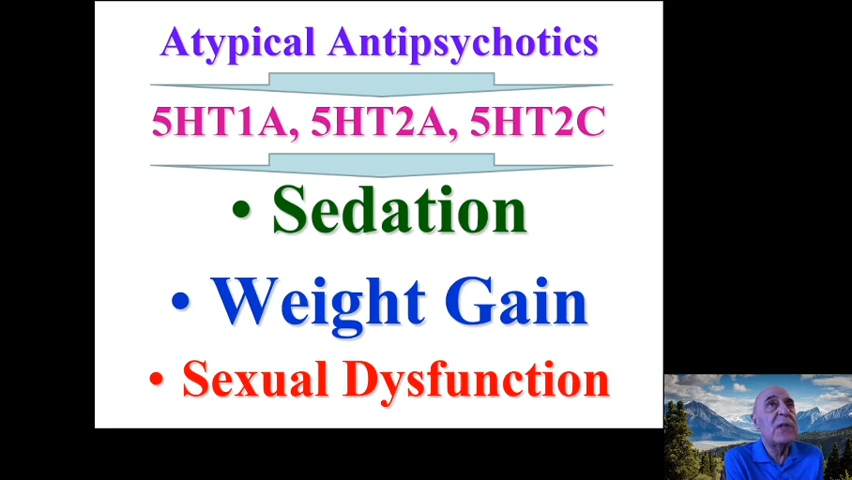 Atypical Antipsychotics
5HT1A, 5HT2A, 5HT2C
• Sedation
• Weight Gain
• Sexual Dysfunction